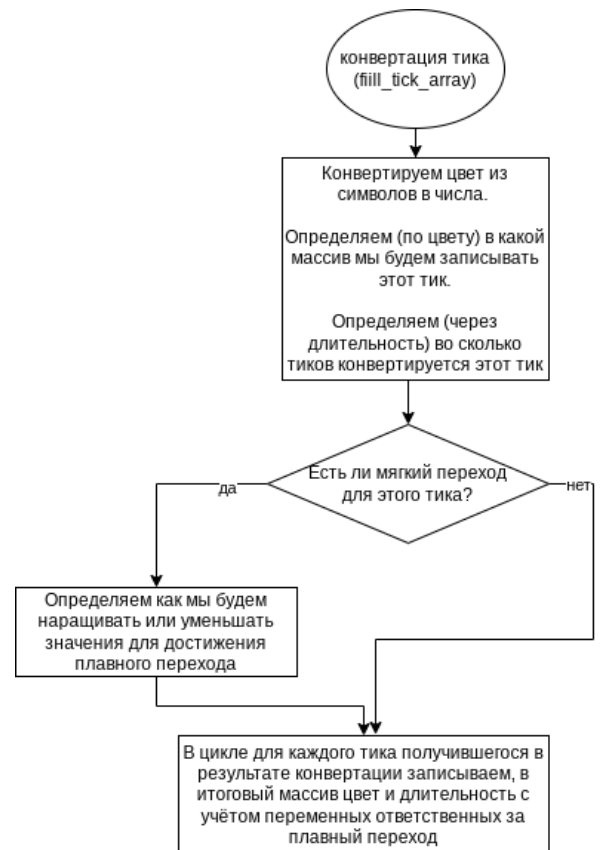 конвертация тика
(fiill_tick_array)
Конвертируем цвет из
символов в числа.
Определяем (по цвету) в какой
массив мы будем записывать
этот тик.
Определяем (через
длительность) во сколько
тиков конвертируется этот тик
Есть ли мягкий переход
для этого тика?
да
нет
Определяем как мы будем
наращивать или уменьшать
значения для достижения
плавного перехода
В цикле для каждого тика получившегося в
результате конвертации записываем, в
итоговый массив цвет и длительность с
учётом переменных ответственных за
плавный переход